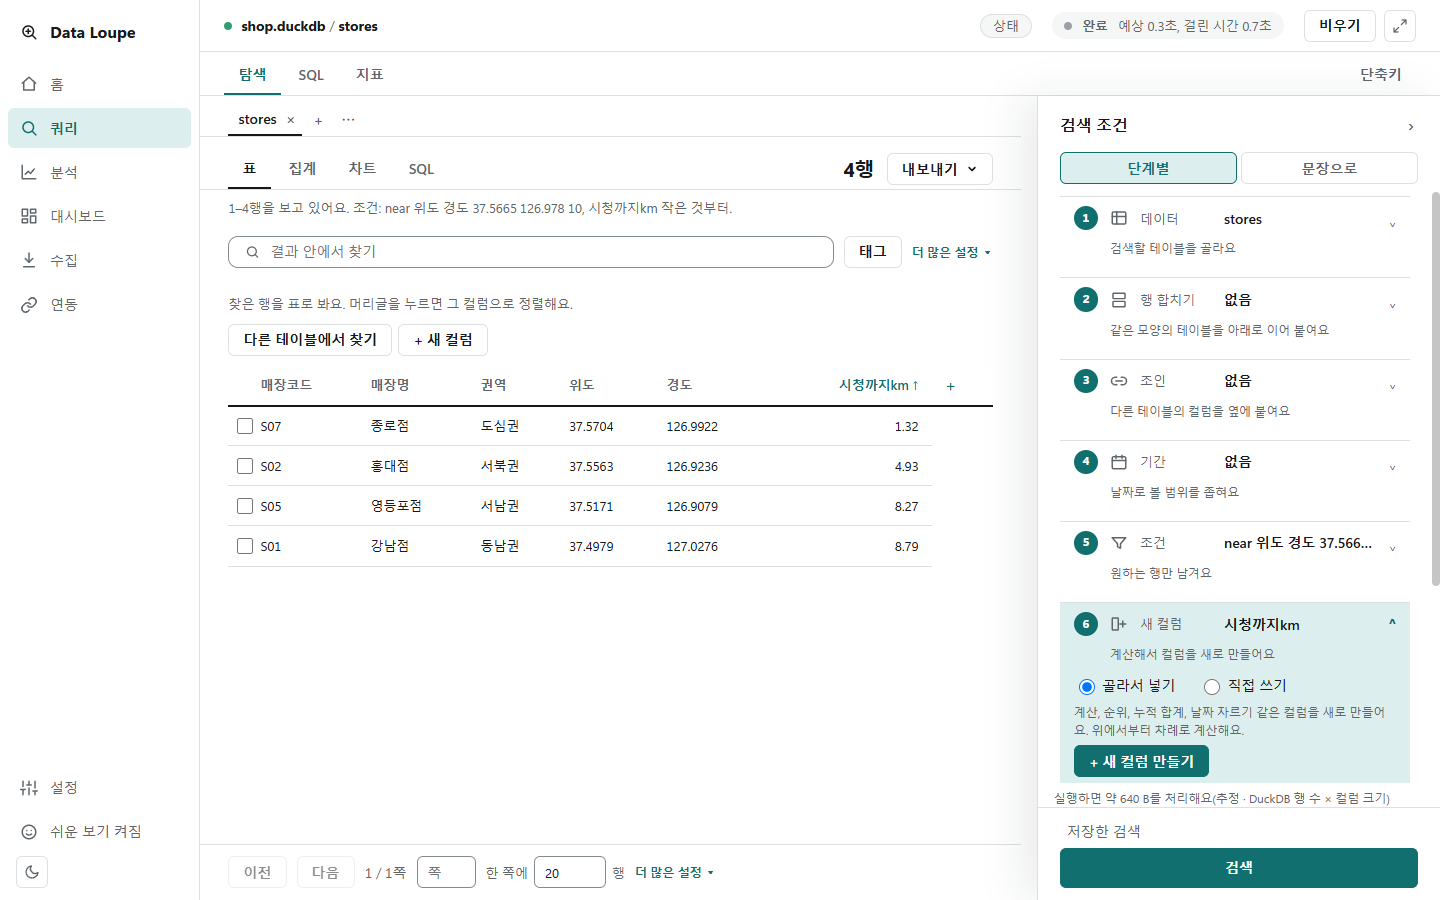 Data Loupe
홈
쿼리
분석
대시보드
수집
연동
설정
쉬운 보기 켜짐
shop.duckdb / stores
상태
완료 예상 0.3초, 걸린 시간 0.7초
비우기
탐색 SQL 지표
단축키
stores × + ⋯
표 집계 차트 SQL
4행
내보내기
1–4행을 보고 있어요. 조건: near 위도 경도 37.5665 126.978 10, 시청까지km 작은 것부터.
결과 안에서 찾기
태그
더 많은 설정
찾은 행을 표로 봐요. 머리글을 누르면 그 컬럼으로 정렬해요.
다른 테이블에서 찾기
+ 새 컬럼
매장코드 매장명 권역 위도 경도 시청까지km ↑ +
S07 종로점 도심권 37.5704 126.9922 1.32
S02 홍대점 서북권 37.5563 126.9236 4.93
S05 영등포점 서남권 37.5171 126.9079 8.27
S01 강남점 동남권 37.4979 127.0276 8.79
이전
다음
1 / 1쪽
쪽
한 쪽에
20
행
더 많은 설정
검색 조건
단계별
문장으로
1 데이터 stores
검색할 테이블을 골라요
2 행 합치기 없음
같은 모양의 테이블을 아래로 이어 붙여요
3 조인 없음
다른 테이블의 컬럼을 옆에 붙여요
4 기간 없음
날짜로 볼 범위를 좁혀요
5 조건 near 위도 경도 37.566...
원하는 행만 남겨요
6 새 컬럼 시청까지km
계산해서 컬럼을 새로 만들어요
골라서 넣기
직접 쓰기
계산, 순위, 누적 합계, 날짜 자르기 같은 컬럼을 새로 만들어
요. 위에서부터 차례로 계산해요.
+ 새 컬럼 만들기
실행하면 약 640 B를 처리해요(추정 · DuckDB 행 수 × 컬럼 크기)
저장한 검색
검색